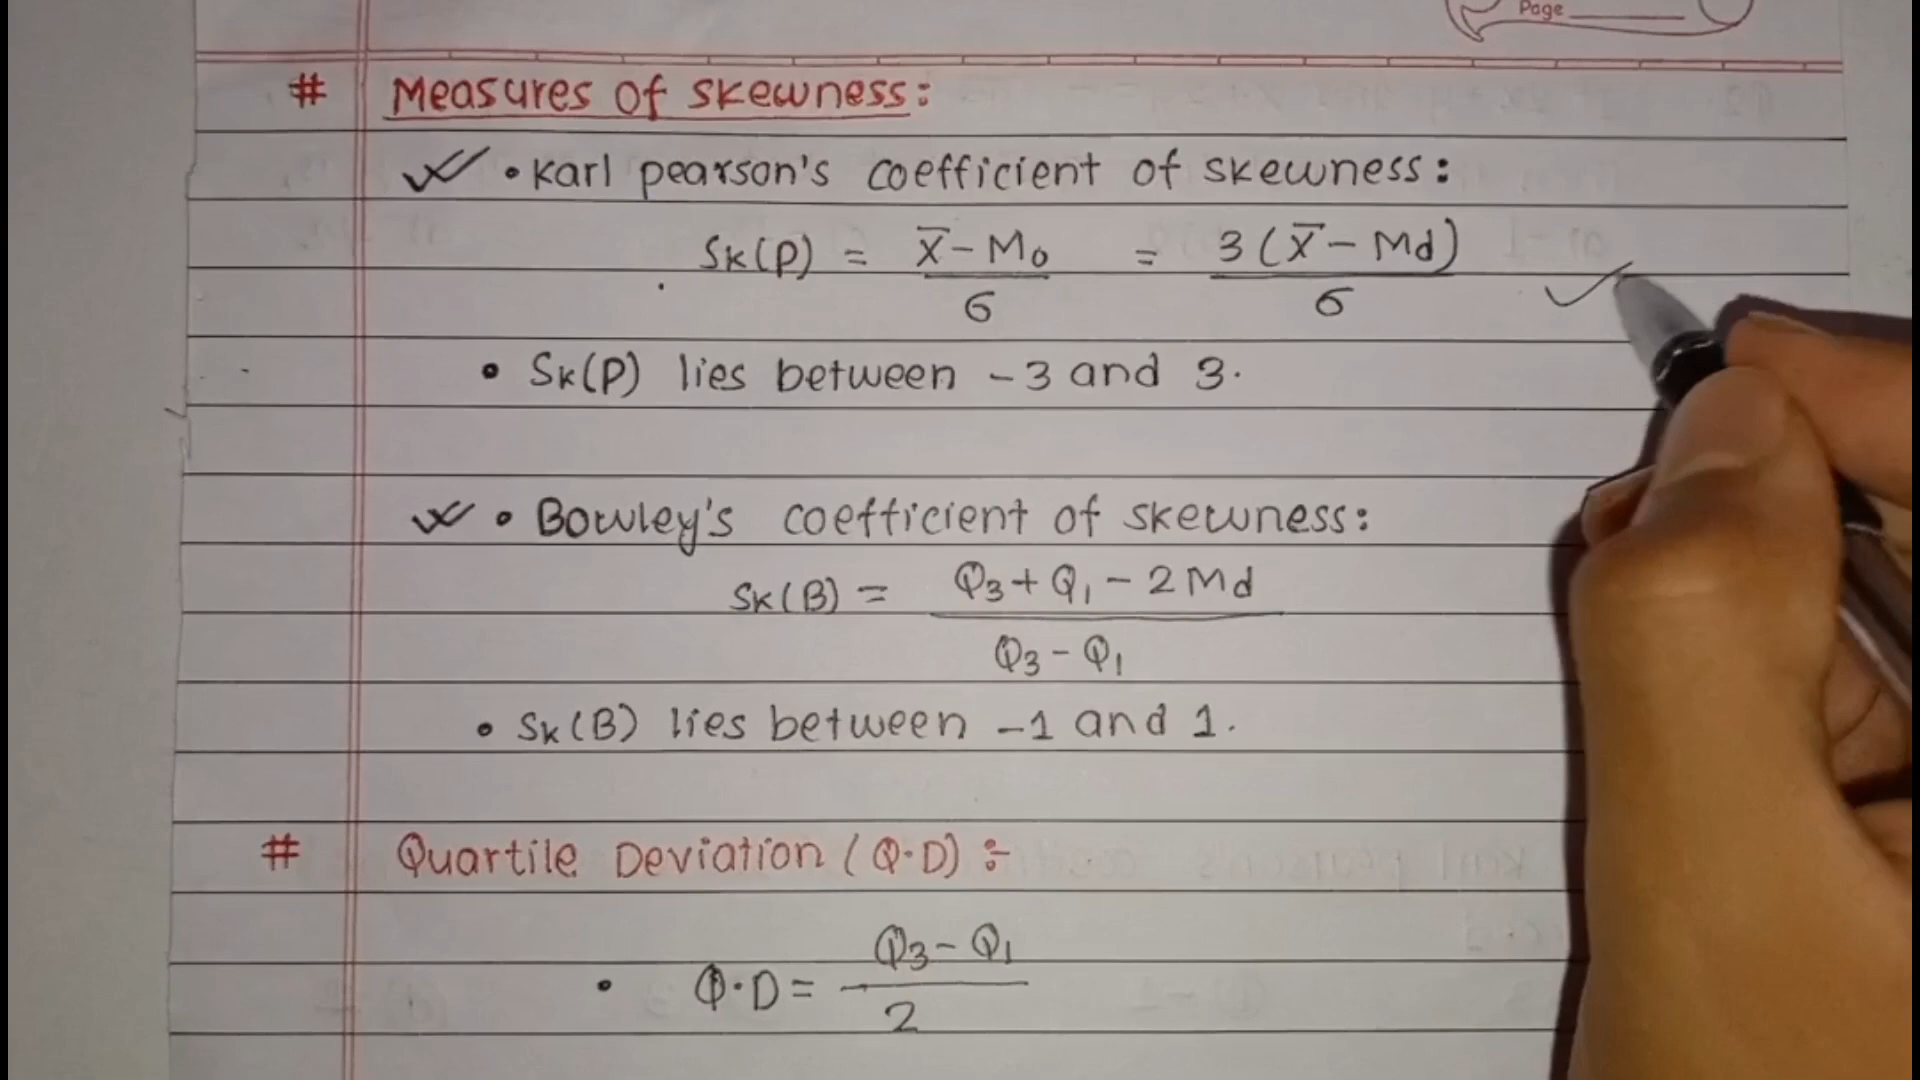 Page
# Measures of skewness:
• Karl pearson's coefficient of skewness:
Sk(P) = x̄ - Mo / σ = 3(x̄ - Md) / σ
• Sk(P) lies between -3 and 3.
• Bowley's coefficient of skewness:
Sk(B) = Q3 + Q1 - 2Md / Q3 - Q1
• Sk(B) lies between -1 and 1.
# Quartile Deviation (Q.D) :-
• Q.D = Q3 - Q1 / 2